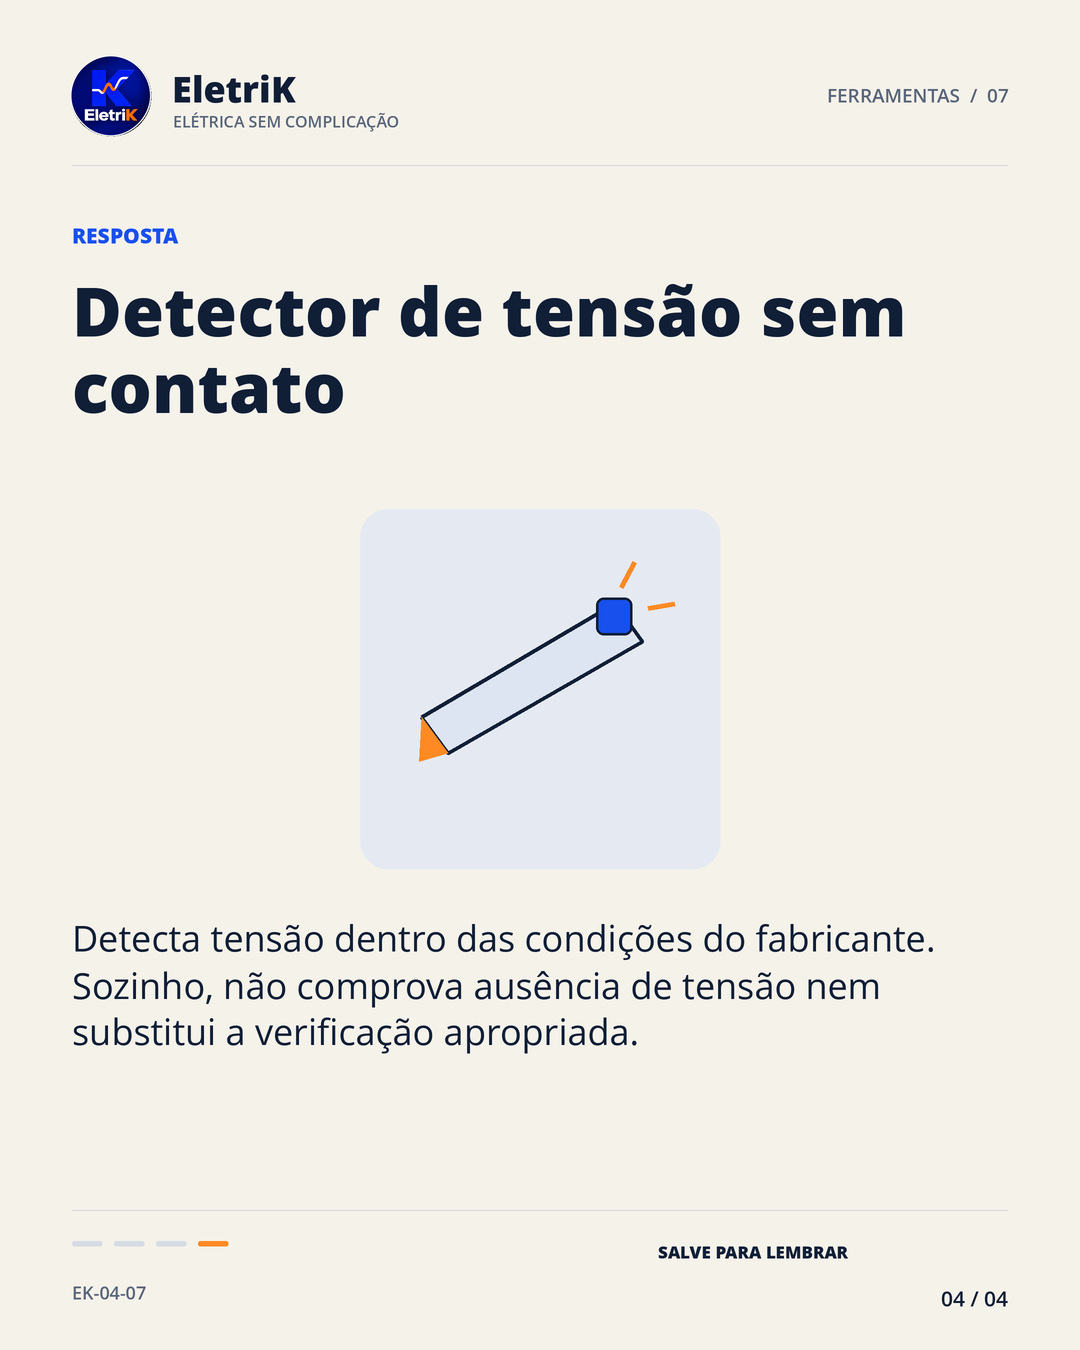 EletriK
EletriK
ELÉTRICA SEM COMPLICAÇÃO
FERRAMENTAS / 07
RESPOSTA
Detector de tensão sem
contato
Detecta tensão dentro das condições do fabricante.
Sozinho, não comprova ausência de tensão nem
substitui a verificação apropriada.
SALVE PARA LEMBRAR
EK-04-07
04 / 04